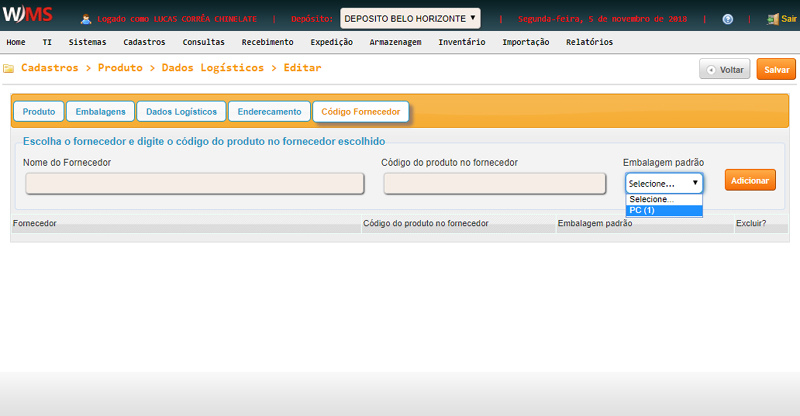 WMS Logado como LUCAS CORRÊA CHINELATE | Depósito: DEPOSITO BELO HORIZONTE ▼ | Segunda-Feira, 5 de novembro de 2018 | ? | Sair
Home TI Sistemas Cadastros Consultas Recebimento Expedição Armazenagem Inventário Importação Relatórios
Cadastros > Produto > Dados Logísticos > Editar Voltar Salvar
Produto Embalagens Dados Logísticos Enderecamento Código Fornecedor
Escolha o fornecedor e digite o código do produto no fornecedor escolhido
Nome do Fornecedor Código do produto no fornecedor Embalagem padrão
Selecione... ▼ Adicionar
Selecione...
PC (1)
Fornecedor Código do produto no fornecedor Embalagem padrão Excluir?